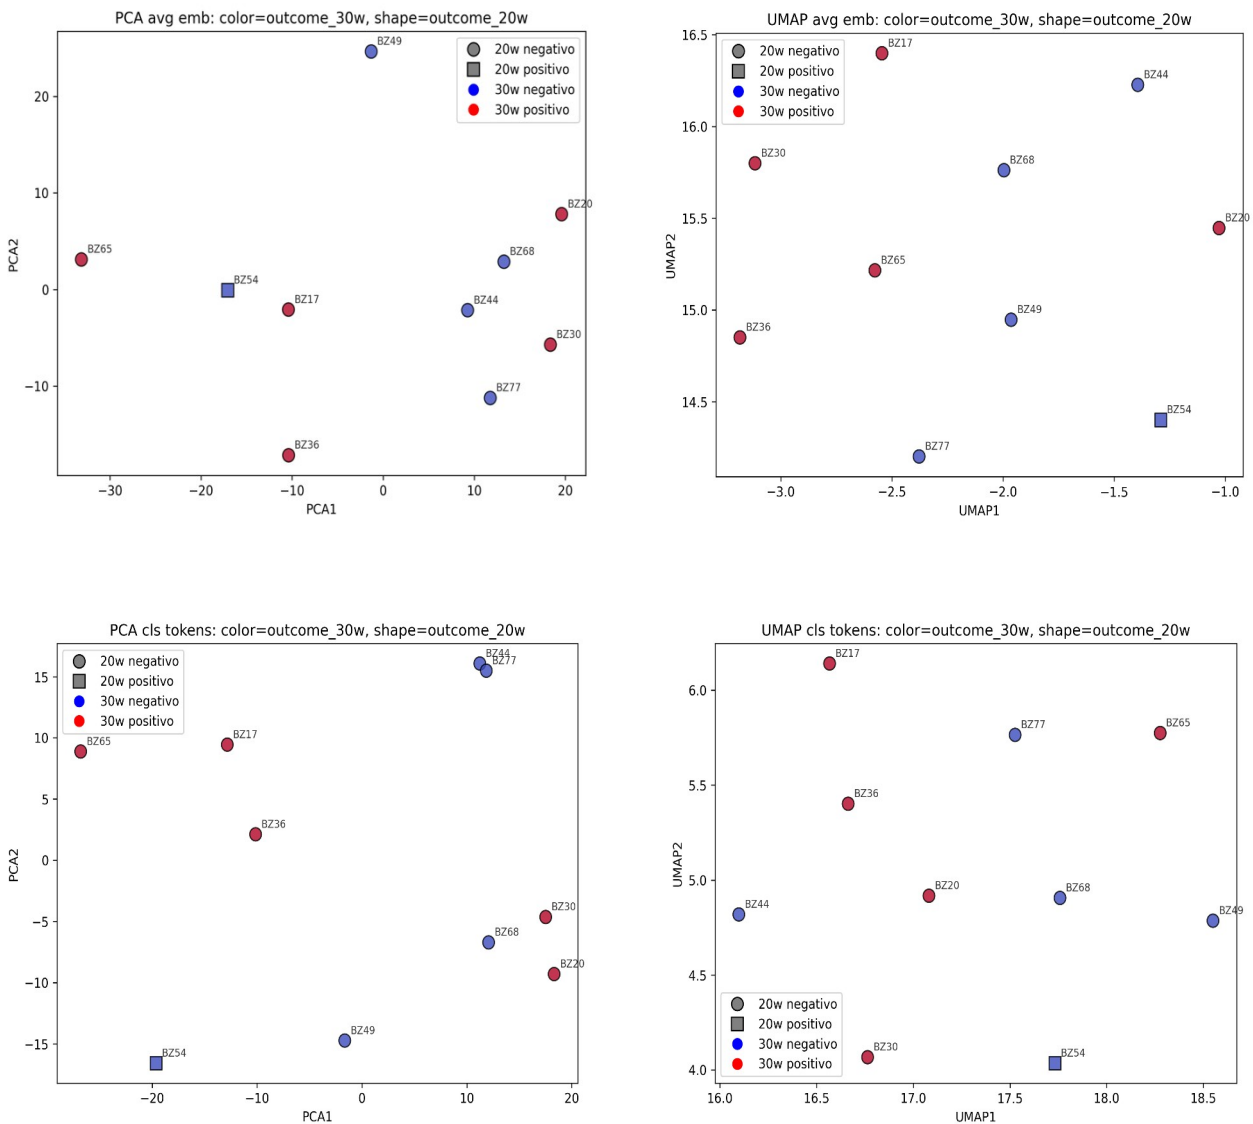 PCA avg emb: color=outcome_30w, shape=outcome_20w
BZ49
20w negativo
20w positivo
30w negativo
30w positivo
20
10
0
−10
PCA2
BZ20
BZ65
BZ68
BZ54
BZ17
BZ44
BZ30
BZ77
BZ36
−30
−20
−10
0
10
20
PCA1
UMAP avg emb: color=outcome_30w, shape=outcome_20w
16.5
16.0
15.5
15.0
14.5
UMAP2
20w negativo
20w positivo
30w negativo
30w positivo
BZ17
BZ44
BZ30
BZ68
BZ20
BZ65
BZ49
BZ36
BZ54
BZ77
−3.0
−2.5
−2.0
−1.5
−1.0
UMAP1
PCA cls tokens: color=outcome_30w, shape=outcome_20w
20w negativo
20w positivo
30w negativo
30w positivo
15
10
5
0
−5
−10
−15
PCA2
BZ44
BZ77
BZ65
BZ17
BZ36
BZ30
BZ68
BZ20
BZ49
BZ54
−20
−10
0
10
20
PCA1
UMAP cls tokens: color=outcome_30w, shape=outcome_20w
6.0
5.5
5.0
4.5
4.0
UMAP2
BZ17
BZ77
BZ65
BZ36
BZ20
BZ68
BZ44
BZ49
20w negativo
20w positivo
30w negativo
30w positivo
BZ30
BZ54
16.0
16.5
17.0
17.5
18.0
18.5
UMAP1